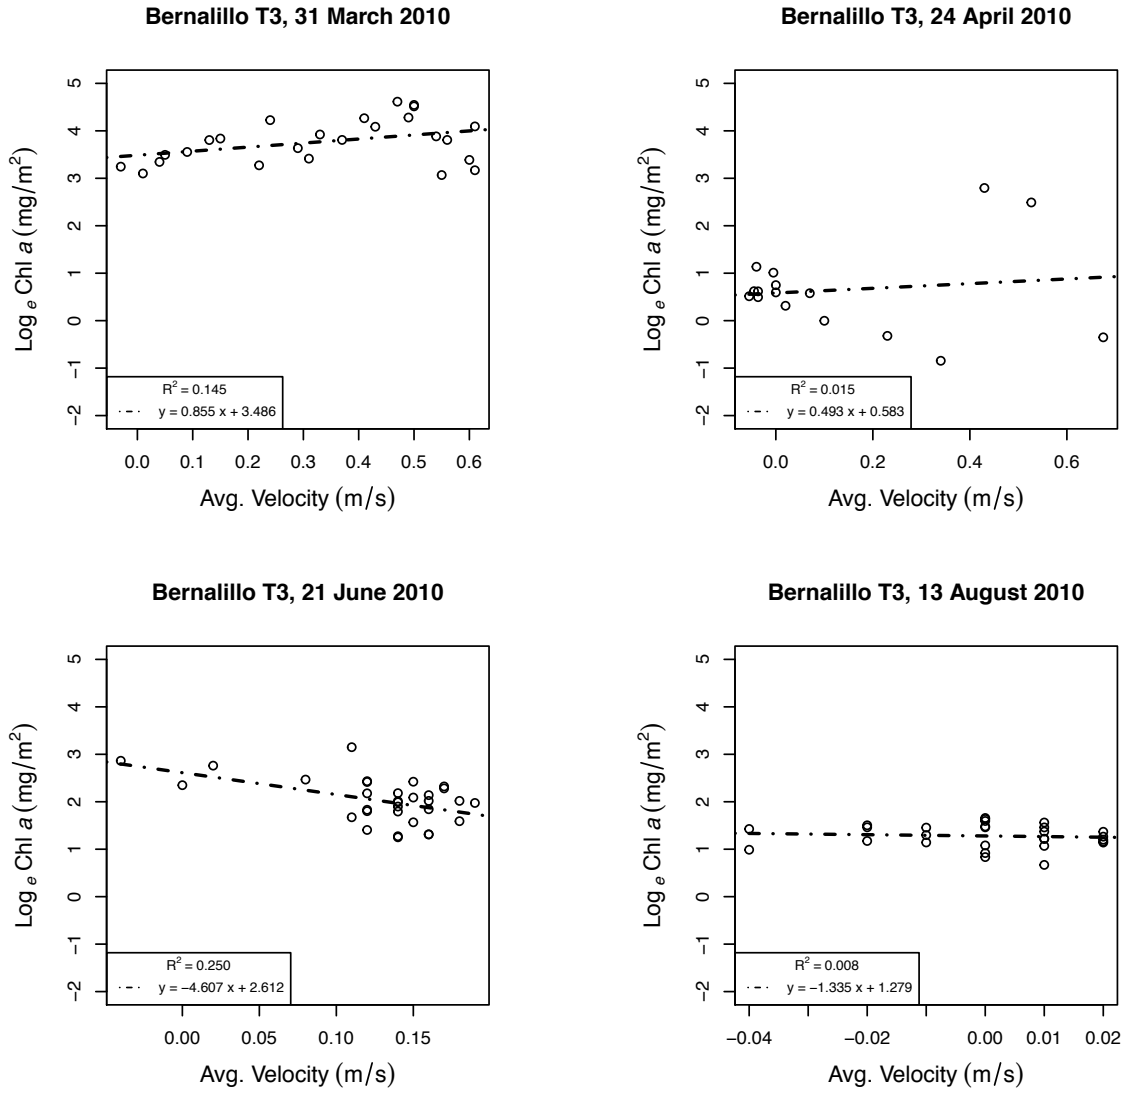 Bernalillo T3, 31 March 2010
Log e Chl a (mg/m²)
5
4
3
2
1
0
−1
−2
R² = 0.145
y = 0.855 x + 3.486
0.0 0.1 0.2 0.3 0.4 0.5 0.6
Avg. Velocity (m/s)
Bernalillo T3, 24 April 2010
Log e Chl a (mg/m²)
5
4
3
2
1
0
−1
−2
R² = 0.015
y = 0.493 x + 0.583
0.0 0.2 0.4 0.6
Avg. Velocity (m/s)
Bernalillo T3, 21 June 2010
Log e Chl a (mg/m²)
5
4
3
2
1
0
−1
−2
R² = 0.250
y = −4.607 x + 2.612
0.00 0.05 0.10 0.15
Avg. Velocity (m/s)
Bernalillo T3, 13 August 2010
Log e Chl a (mg/m²)
5
4
3
2
1
0
−1
−2
R² = 0.008
y = −1.335 x + 1.279
−0.04 −0.02 0.00 0.01 0.02
Avg. Velocity (m/s)